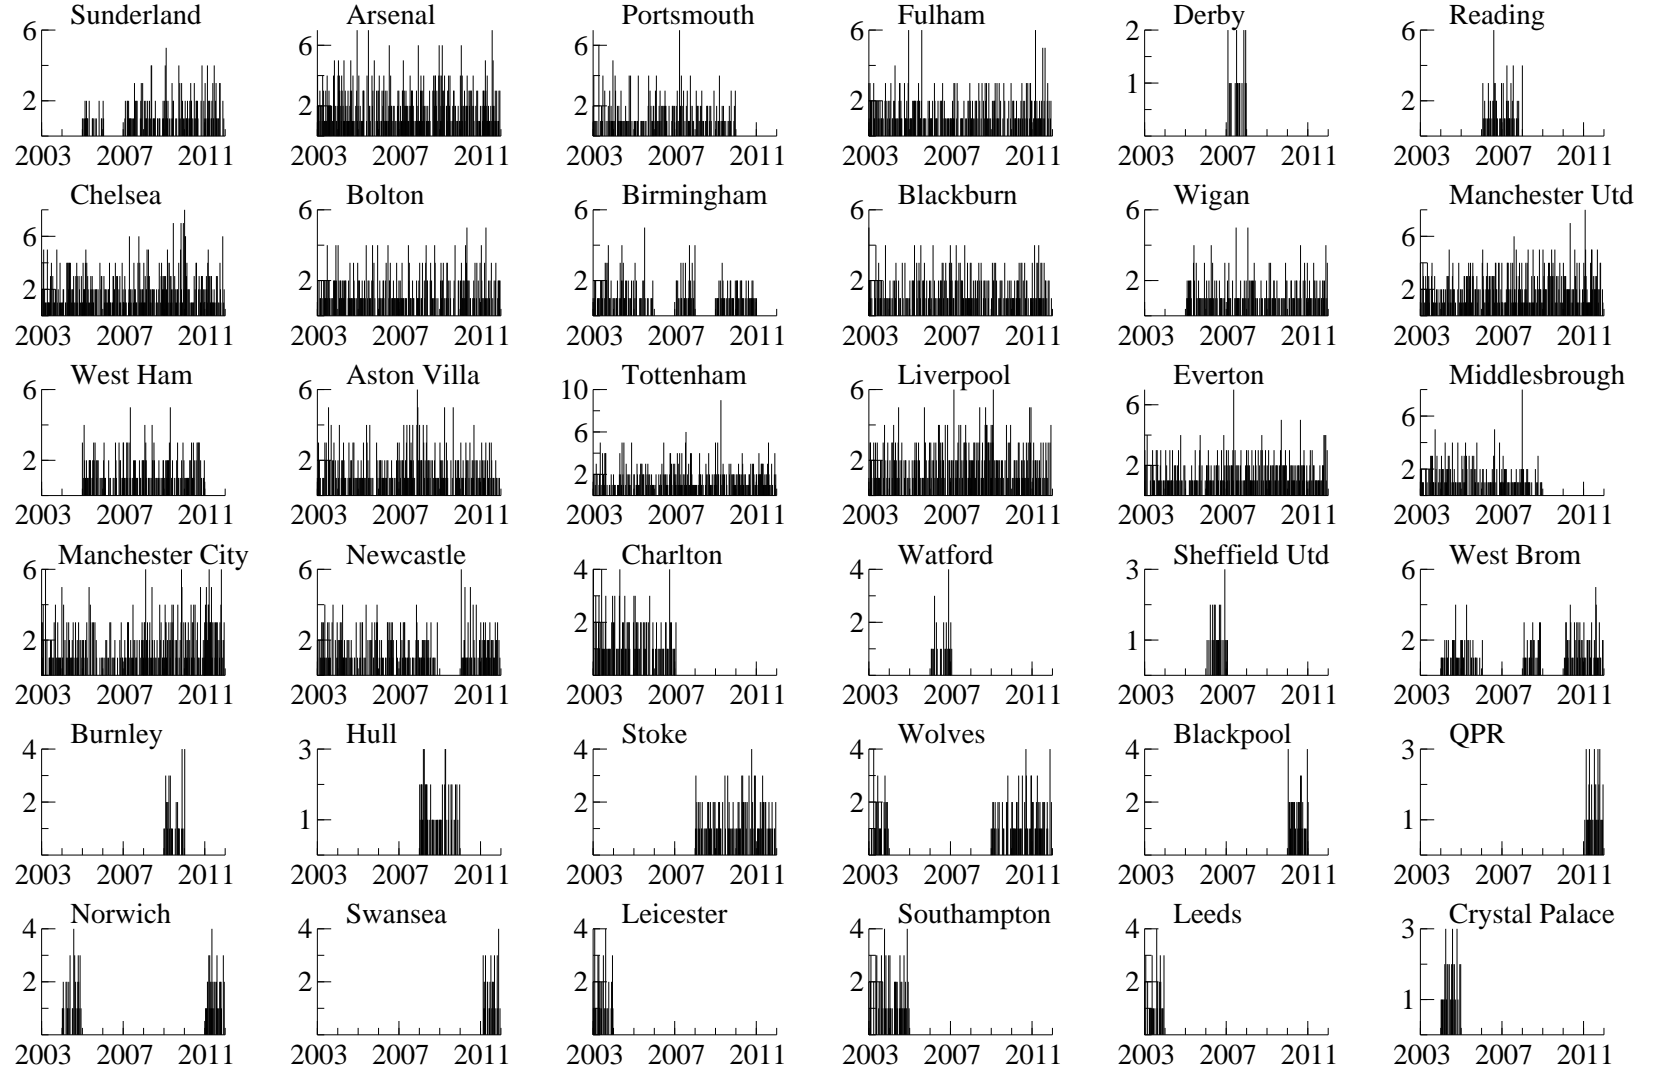 Sunderland Arsenal Portsmouth Fulham Derby Reading
6 6 6 6 2 6
2 2 2 2 1 2
2003 2007 2011 2003 2007 2011 2003 2007 2011 2003 2007 2011 2003 2007 2011 2003 2007 2011
Chelsea Bolton Birmingham Blackburn Wigan Manchester Utd
6 6 6 6 6 6
2 2 2 2 2 2
2003 2007 2011 2003 2007 2011 2003 2007 2011 2003 2007 2011 2003 2007 2011 2003 2007 2011
West Ham Aston Villa Tottenham Liverpool Everton Middlesbrough
6 6 10 6 6 6
6
2 2 2 2 2 2
2003 2007 2011 2003 2007 2011 2003 2007 2011 2003 2007 2011 2003 2007 2011 2003 2007 2011
Manchester City Newcastle Charlton Watford Sheffield Utd West Brom
6 6 4 4 3 6
2 2 2 2 1 2
2003 2007 2011 2003 2007 2011 2003 2007 2011 2003 2007 2011 2003 2007 2011 2003 2007 2011
Burnley Hull Stoke Wolves Blackpool QPR
4 3 4 4 4 3
2 1 2 2 2 1
2003 2007 2011 2003 2007 2011 2003 2007 2011 2003 2007 2011 2003 2007 2011 2003 2007 2011
Norwich Swansea Leicester Southampton Leeds Crystal Palace
4 4 4 4 4 3
2 2 2 2 2 1
2003 2007 2011 2003 2007 2011 2003 2007 2011 2003 2007 2011 2003 2007 2011 2003 2007 2011